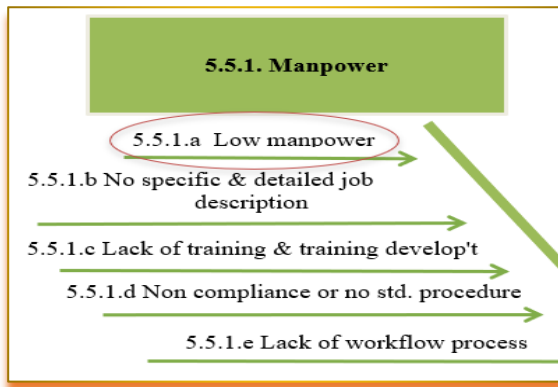 5.5.1. Manpower
5.5.1.a Low manpower
5.5.1.b No specific & detailed job
description
5.5.1.c Lack of training & training develop't
5.5.1.d Non compliance or no std. procedure
5.5.1.e Lack of workflow process